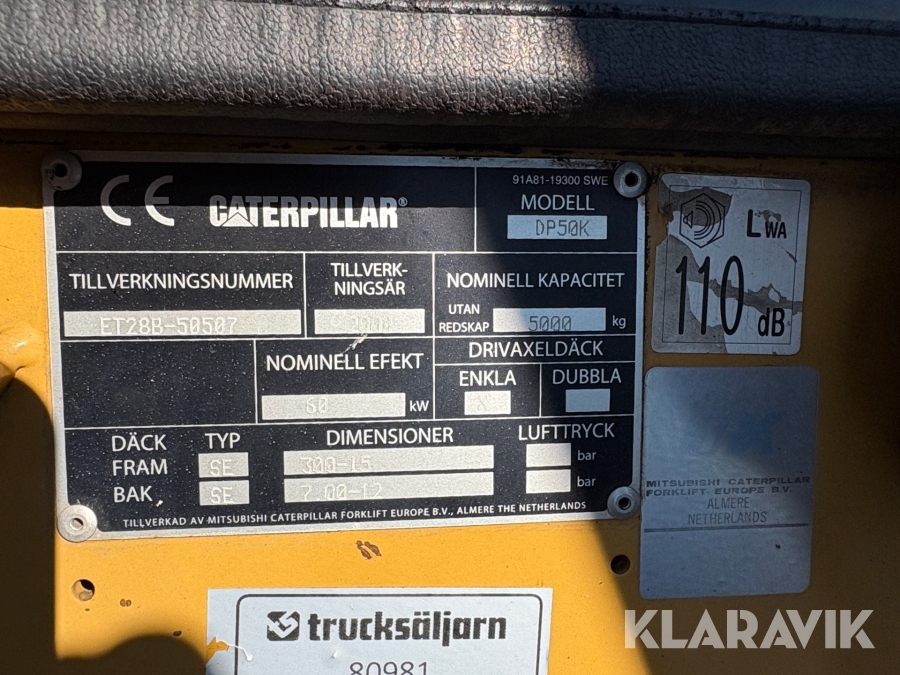 CE CATERPILLAR®
91A81-19300 SWE
MODELL
DP50K
TILLVERKNINGSNUMMER
ET28B-50507
TILLVERK-
NINGSÅR
NOMINELL KAPACITET
UTAN
REDSKAP 5000 kg
NOMINELL EFEKT
60 kW
DRIVAXELDÄCK
ENKLA DUBBLA
X
DÄCK TYP DIMENSIONER LUFTTRYCK
FRAM SE 300-15 bar
BAK SE 7.00-12 bar
TILLVERKAD AV MITSUBISHI CATERPILLAR FORKLIFT EUROPE B.V., ALMERE THE NETHERLANDS
LWA
110 dB
MITSUBISHI CATERPILLAR
FORKLIFT EUROPE B.V.
ALMERE
NETHERLANDS
trucksäljarn
80981
KLARAVIK